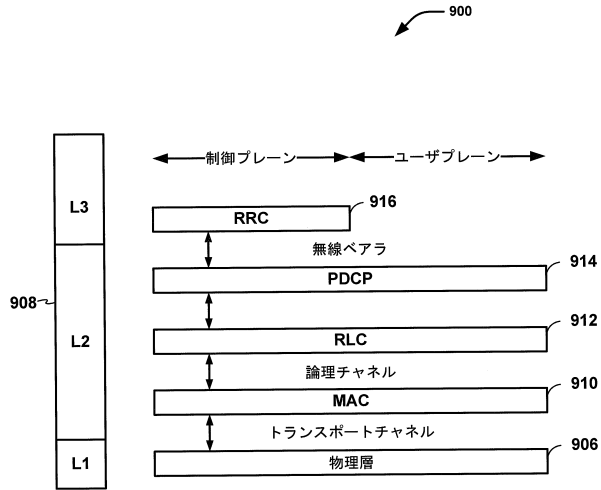 900
制御プレーン
ユーザプレーン
L3
RRC
916
無線ベアラ
914
PDCP
908
L2
912
RLC
論理チャネル
910
MAC
トランスポートチャネル
906
L1
物理層